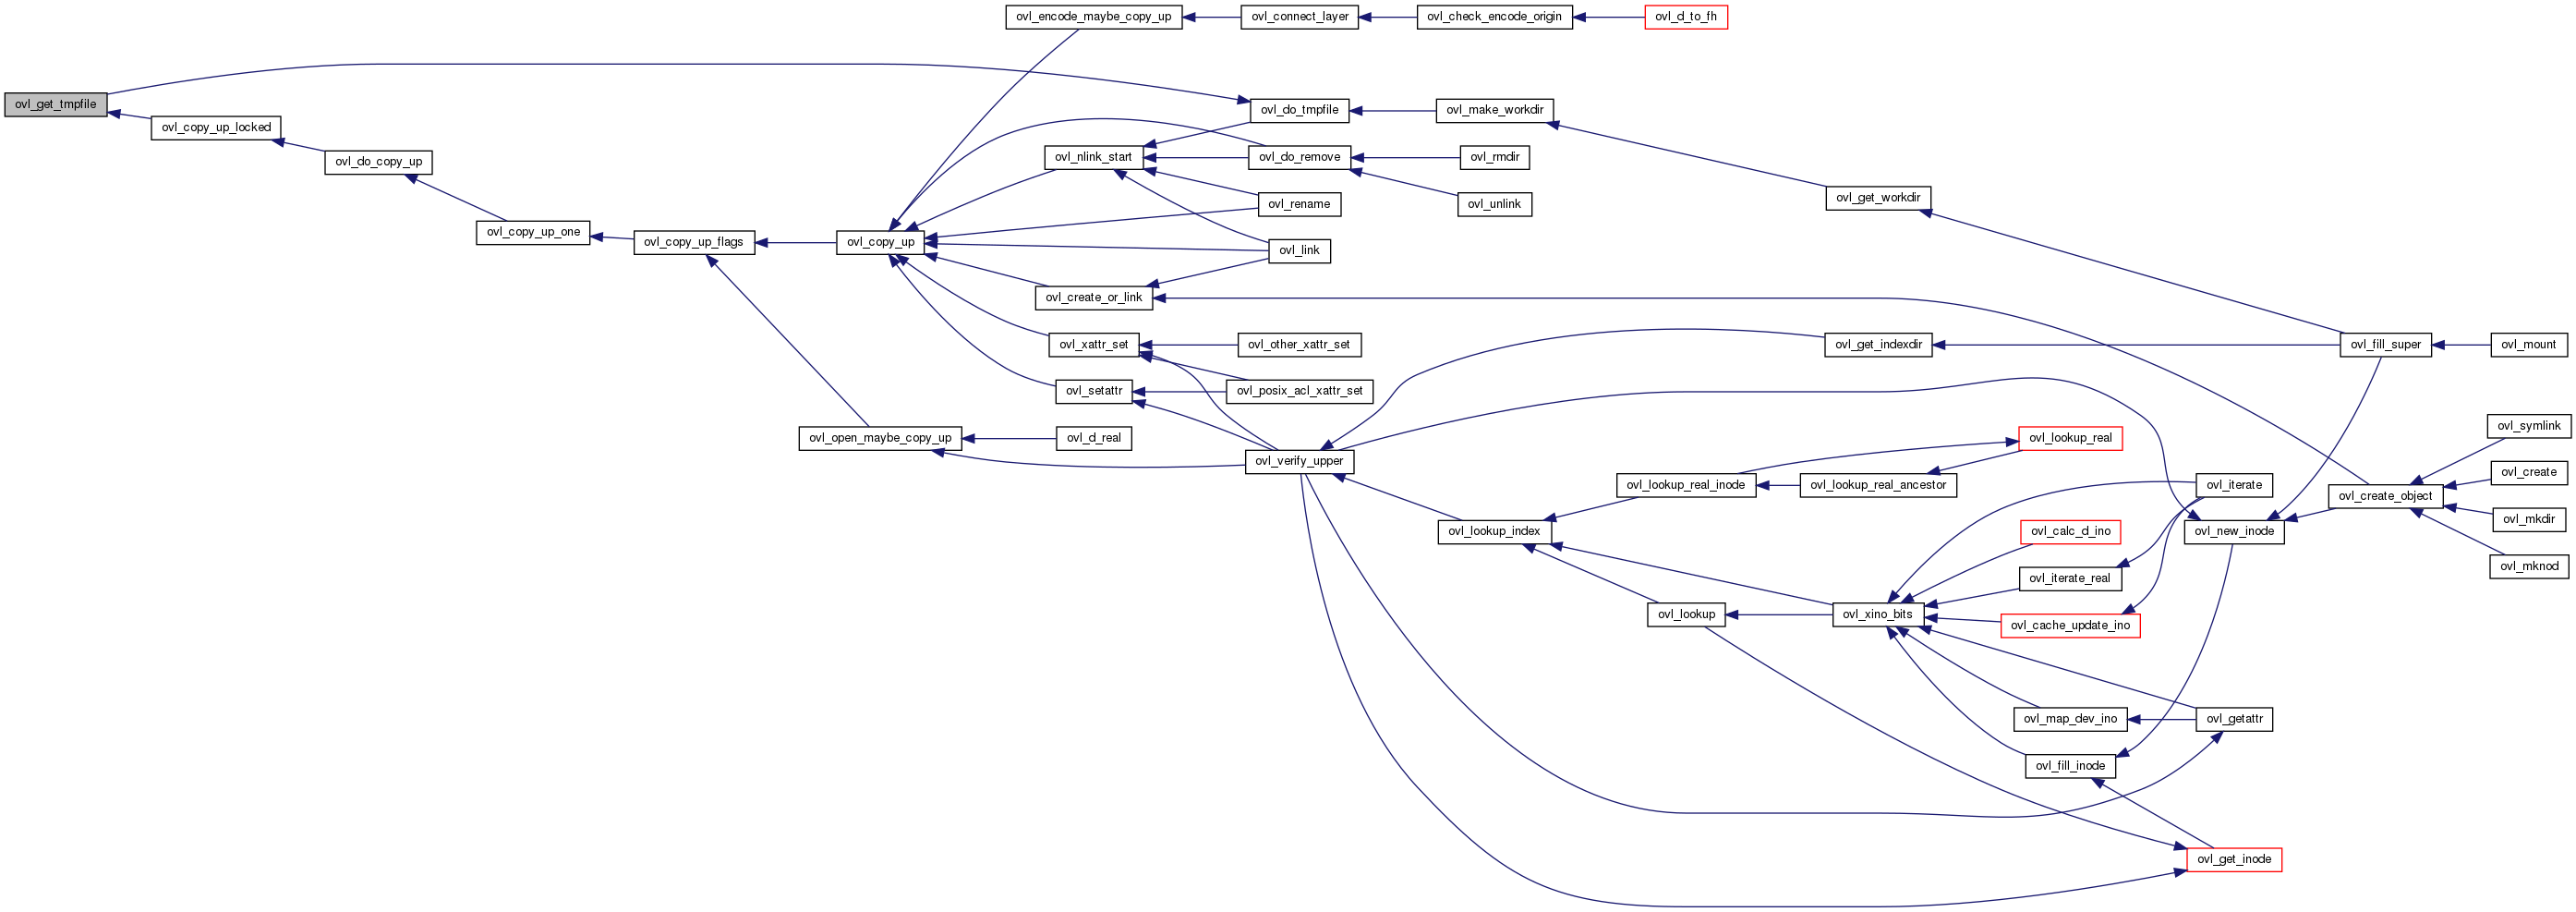 ovl_encode_maybe_copy_up
ovl_connect_layer
ovl_check_encode_origin
ovl_d_to_fh
ovl_get_tmpfile
ovl_do_tmpfile
ovl_make_workdir
ovl_copy_up_locked
ovl_do_copy_up
ovl_nlink_start
ovl_do_remove
ovl_rmdir
ovl_get_workdir
ovl_rename
ovl_unlink
ovl_copy_up_one
ovl_copy_up_flags
ovl_copy_up
ovl_link
ovl_create_or_link
ovl_xattr_set
ovl_other_xattr_set
ovl_get_indexdir
ovl_fill_super
ovl_mount
ovl_setattr
ovl_posix_acl_xattr_set
ovl_symlink
ovl_open_maybe_copy_up
ovl_d_real
ovl_lookup_real
ovl_verify_upper
ovl_create
ovl_lookup_real_inode
ovl_lookup_real_ancestor
ovl_iterate
ovl_create_object
ovl_mkdir
ovl_lookup_index
ovl_calc_d_ino
ovl_new_inode
ovl_mknod
ovl_iterate_real
ovl_lookup
ovl_xino_bits
ovl_cache_update_ino
ovl_map_dev_ino
ovl_getattr
ovl_fill_inode
ovl_get_inode